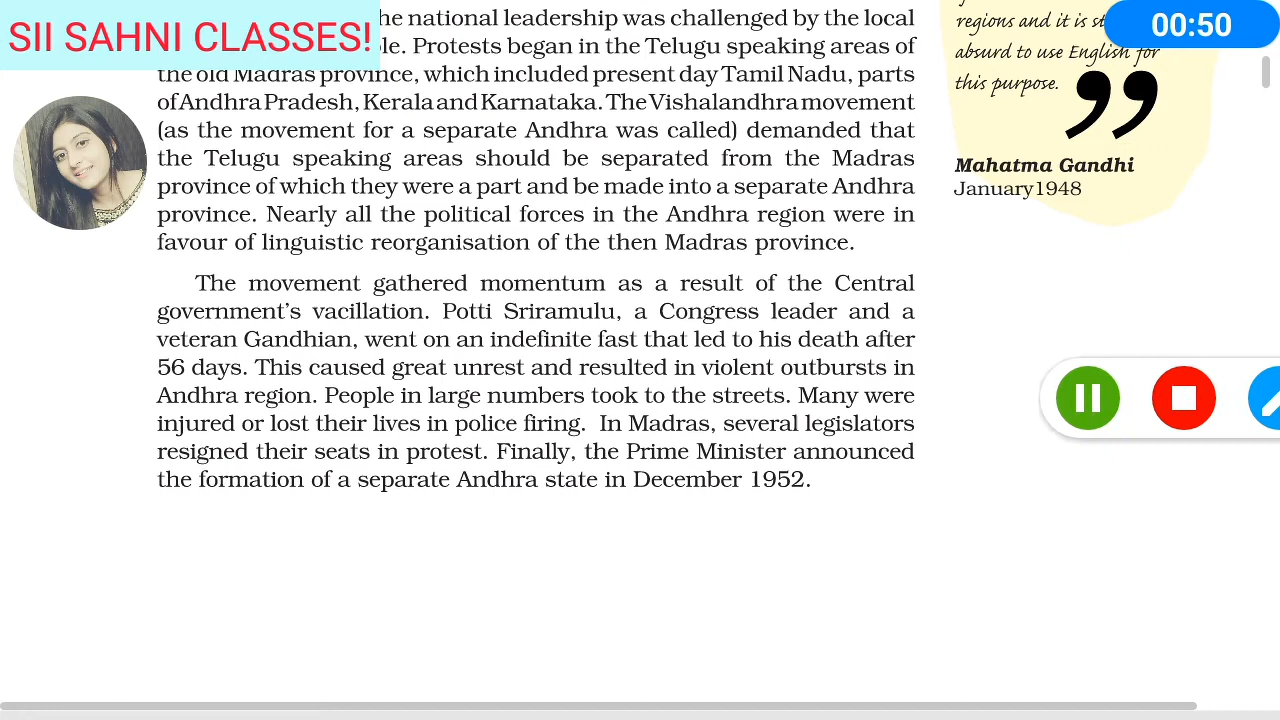 SII SAHNI CLASSES!
he national leadership was challenged by the local
le. Protests began in the Telugu speaking areas of
the old Madras province, which included present day Tamil Nadu, parts
of Andhra Pradesh, Kerala and Karnataka. The Vishalandhra movement
(as the movement for a separate Andhra was called) demanded that
the Telugu speaking areas should be separated from the Madras
province of which they were a part and be made into a separate Andhra
province. Nearly all the political forces in the Andhra region were in
favour of linguistic reorganisation of the then Madras province.
The movement gathered momentum as a result of the Central
government's vacillation. Potti Sriramulu, a Congress leader and a
veteran Gandhian, went on an indefinite fast that led to his death after
56 days. This caused great unrest and resulted in violent outbursts in
Andhra region. People in large numbers took to the streets. Many were
injured or lost their lives in police firing. In Madras, several legislators
resigned their seats in protest. Finally, the Prime Minister announced
the formation of a separate Andhra state in December 1952.
regions and it is
absurd to use English for
this purpose.
”
Mahatma Gandhi
January1948
00:50